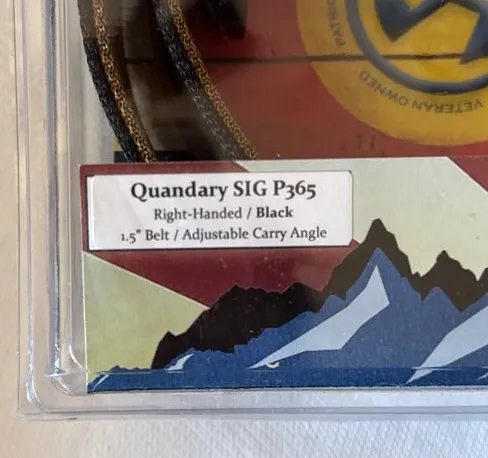 VETERAN OWNED
Quandary SIG P365
Right-Handed / Black
1.5" Belt / Adjustable Carry Angle